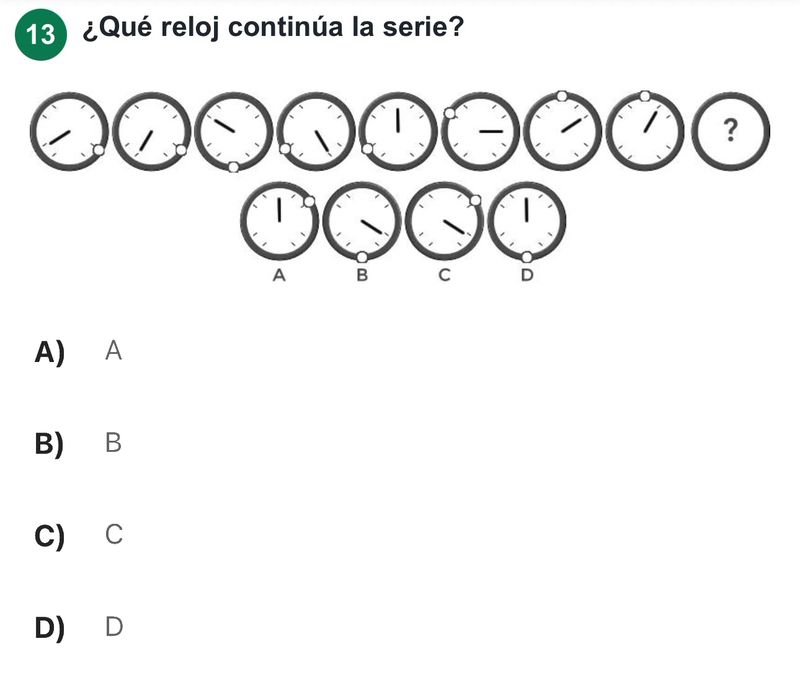 13 ¿Qué reloj continúa la serie?
?
A B C D
A) A
B) B
C) C
D) D